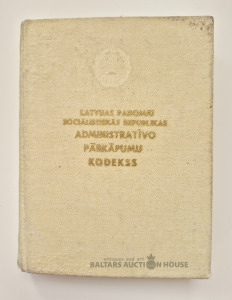 LATVIJAS PADOMJU
SOCIĀLISTISKĀS REPUBLIKAS
ADMINISTRATĪVO
PĀRKĀPUMU
KODEKSS
BALTARS AUCTION HOUSE